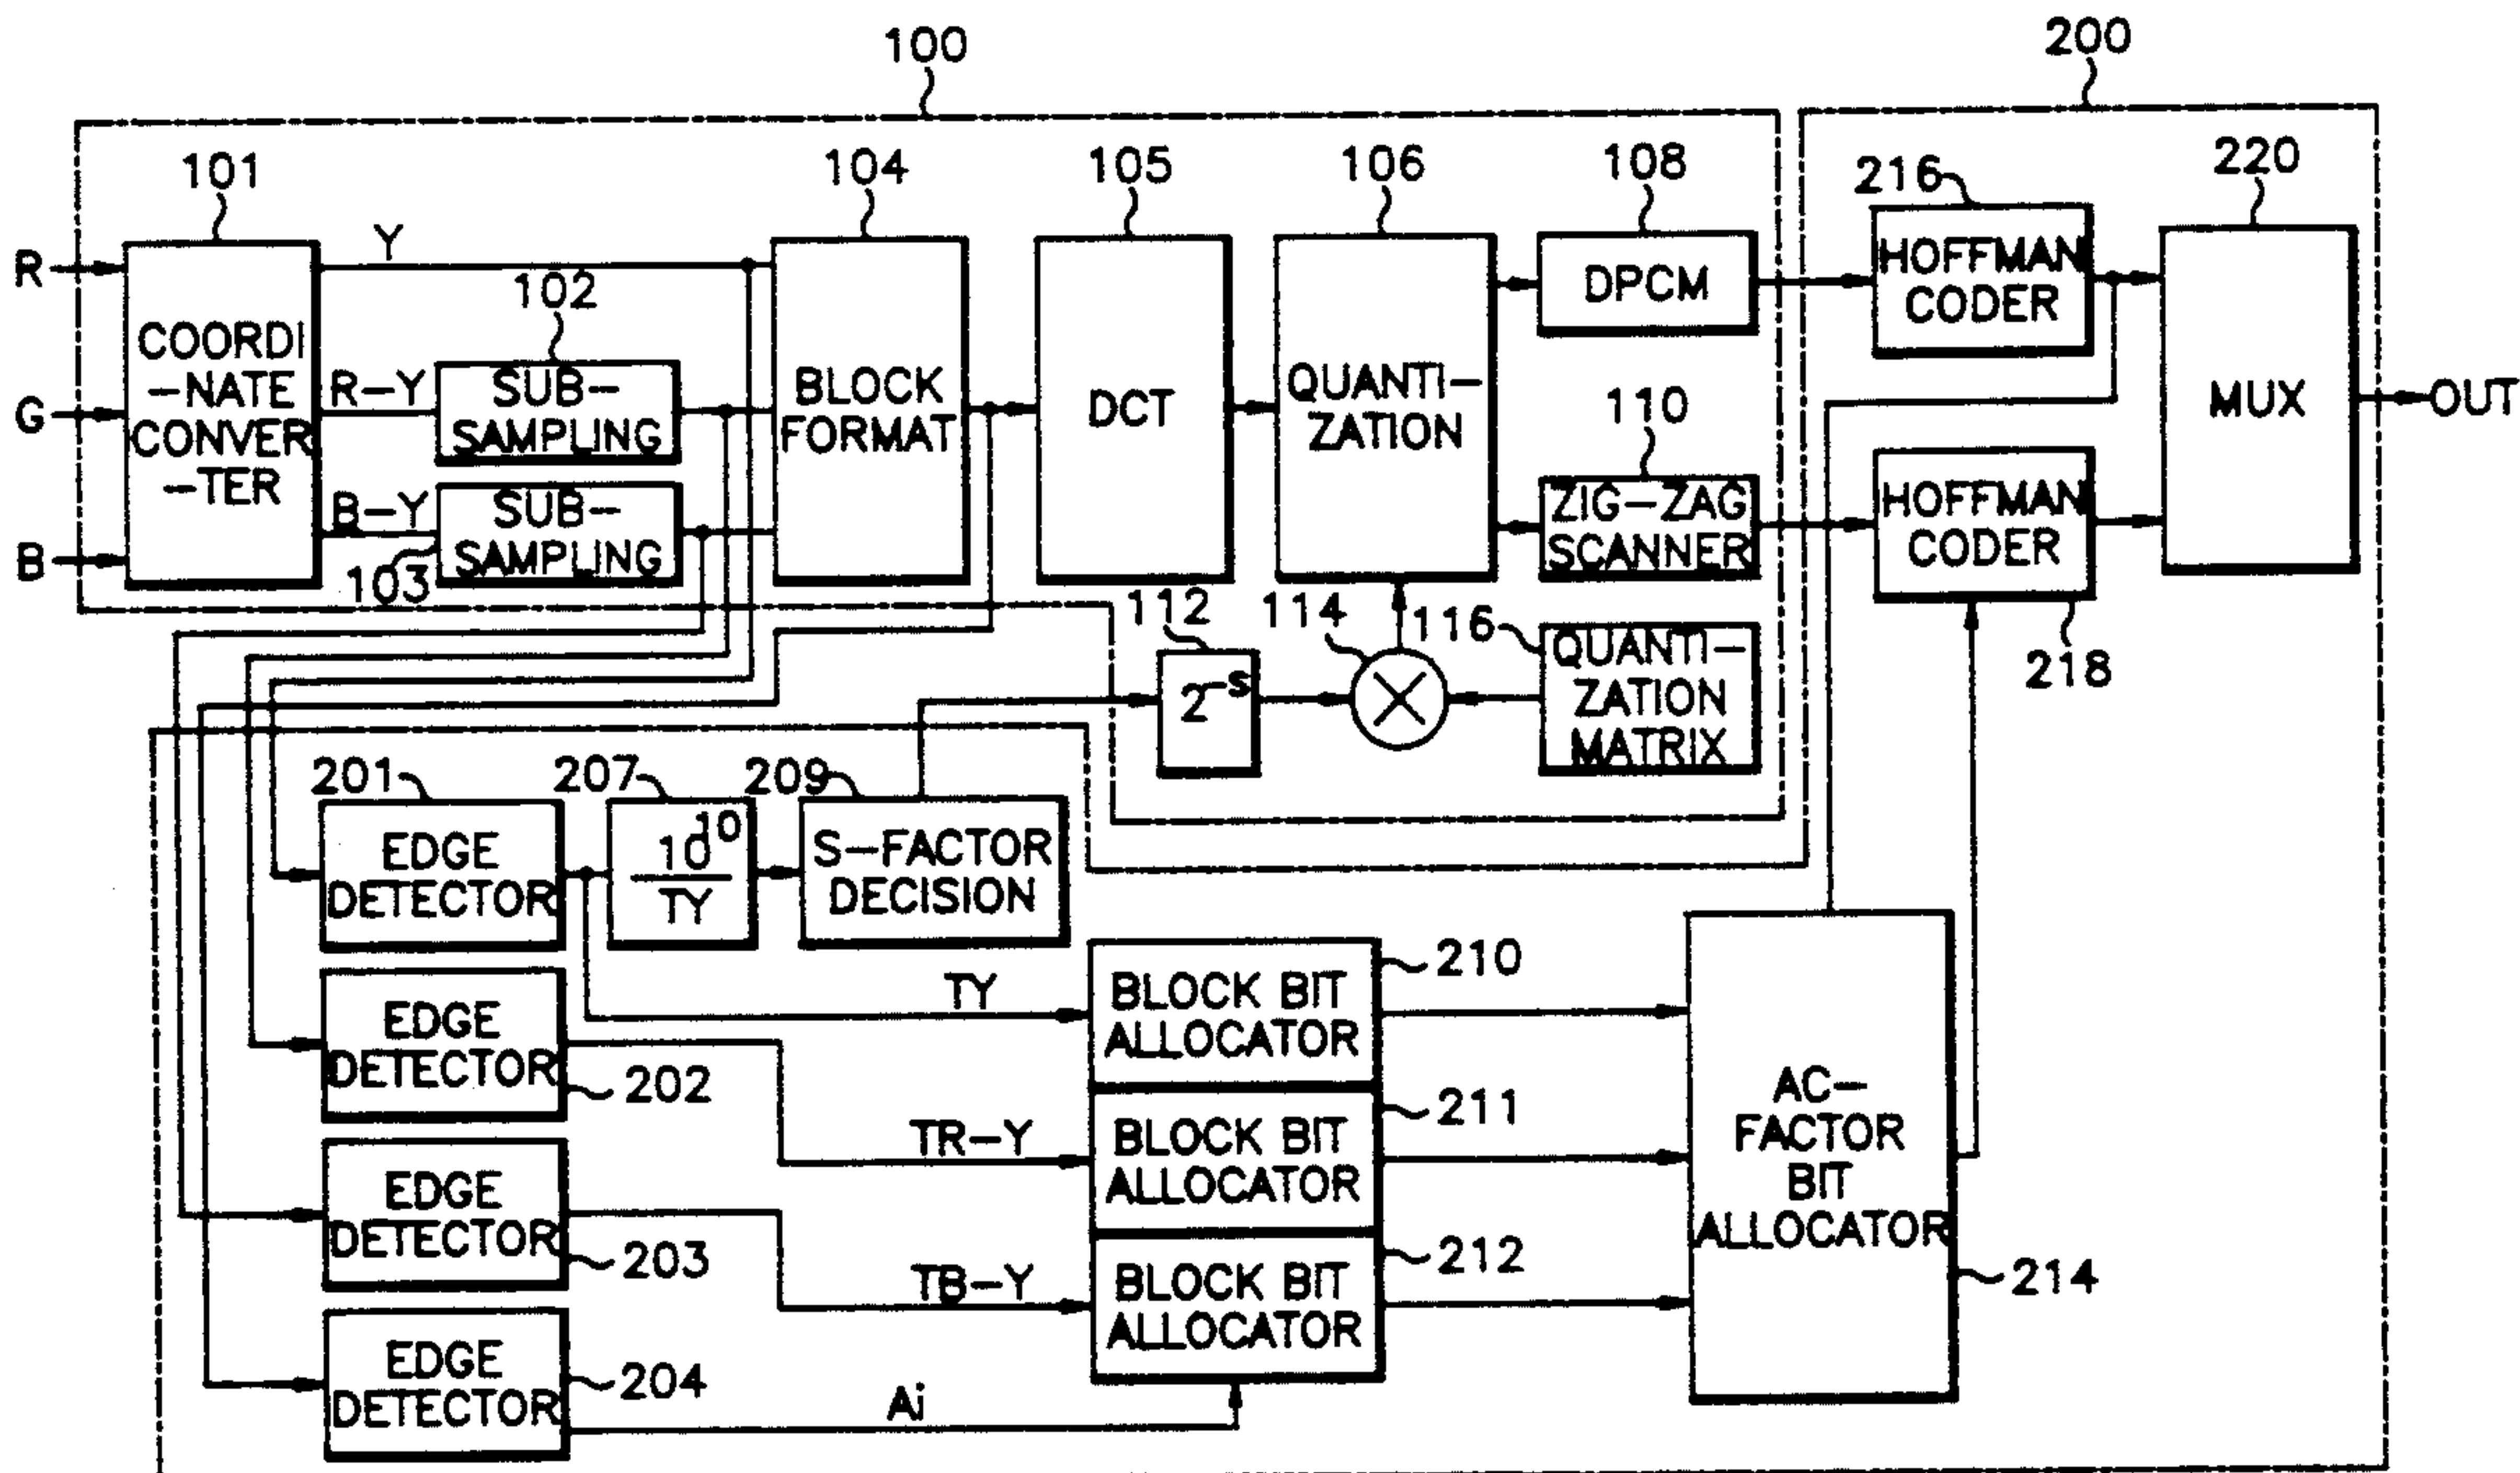 100
200
101
104
105
106
108
216
220
R
Y
HOFFMAN
CODER
DPCM
102
COORDI
-NATE
CONVER
-TER
G
R-Y
SUB-
SAMPLING
BLOCK
FORMAT
DCT
QUANTI-
ZATION
110
MUX
OUT
B-Y
SUB-
SAMPLING
ZIG-ZAG
SCANNER
HOFFMAN
CODER
B
103
112
114
116
218
2-s
QUANTI-
ZATION
MATRIX
201
207
209
EDGE
DETECTOR
10 10
TY
S-FACTOR
DECISION
EDGE
DETECTOR
202
TY
BLOCK BIT
ALLOCATOR
210
TR-Y
BLOCK BIT
ALLOCATOR
211
AC-
FACTOR
BIT
ALLOCATOR
EDGE
DETECTOR
203
TB-Y
BLOCK BIT
ALLOCATOR
212
214
EDGE
DETECTOR
204
Ai